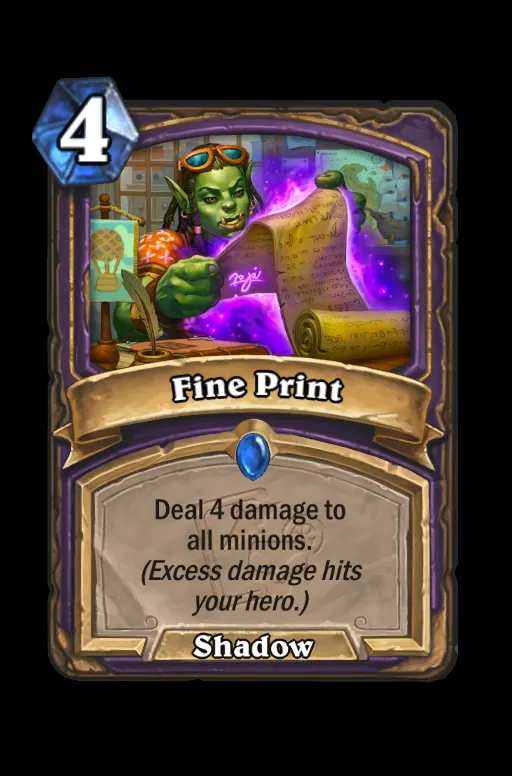 4
Fine Print
Deal 4 damage to
all minions.
(Excess damage hits
your hero.)
Shadow